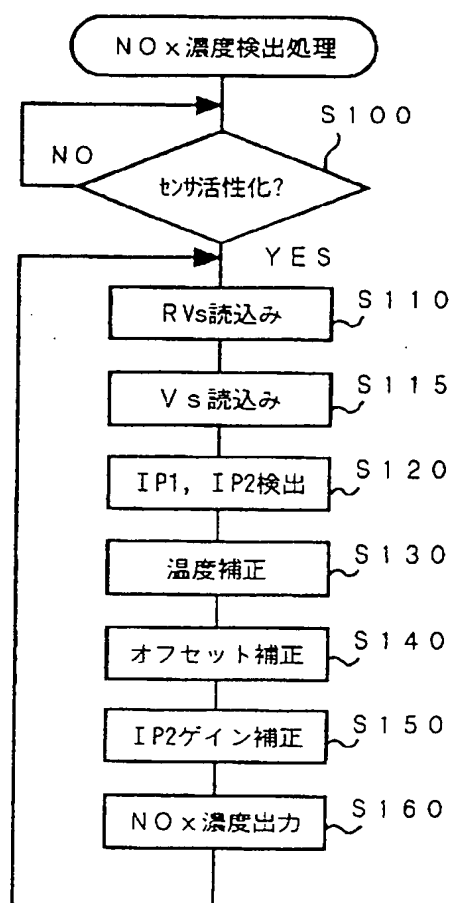 NOx濃度検出処理
S100
NO
センサ活性化?
YES
RVs読込み
S110
Vs読込み
S115
IP1, IP2検出
S120
温度補正
S130
オフセット補正
S140
IP2ゲイン補正
S150
NOx濃度出力
S160